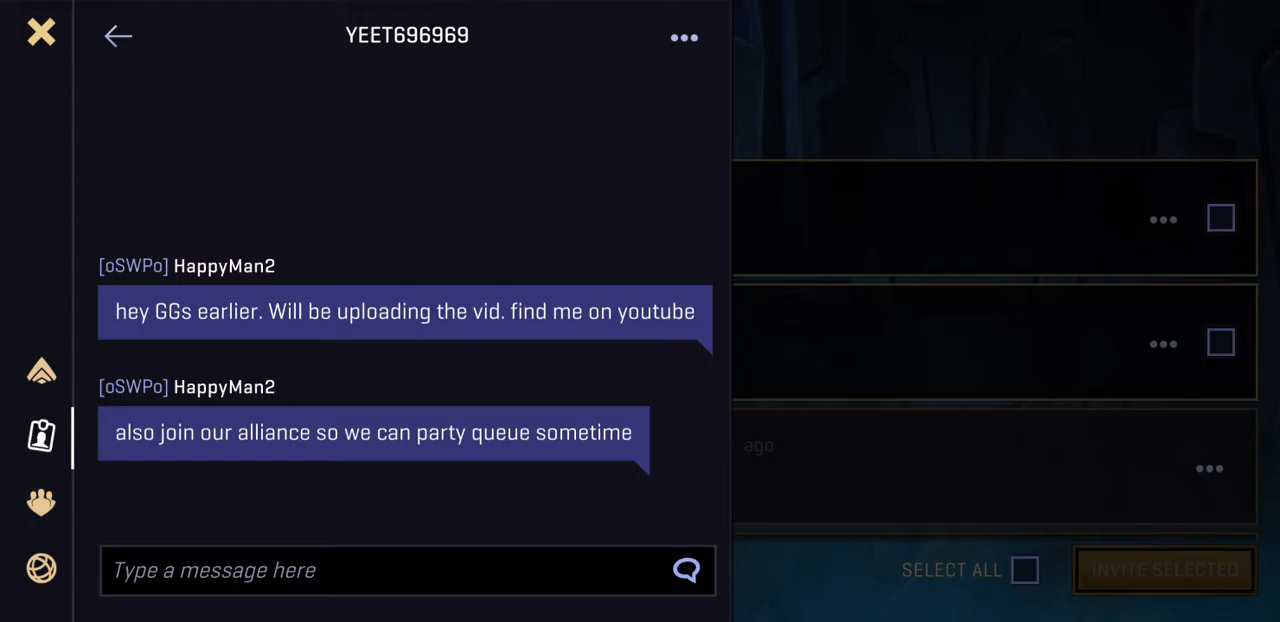 YEET696969
[oSWPo] HappyMan2
hey GGs earlier. Will be uploading the vid. find me on youtube
[oSWPo] HappyMan2
also join our alliance so we can party queue sometime
ago
Type a message here
SELECT ALL
INVITE SELECTED